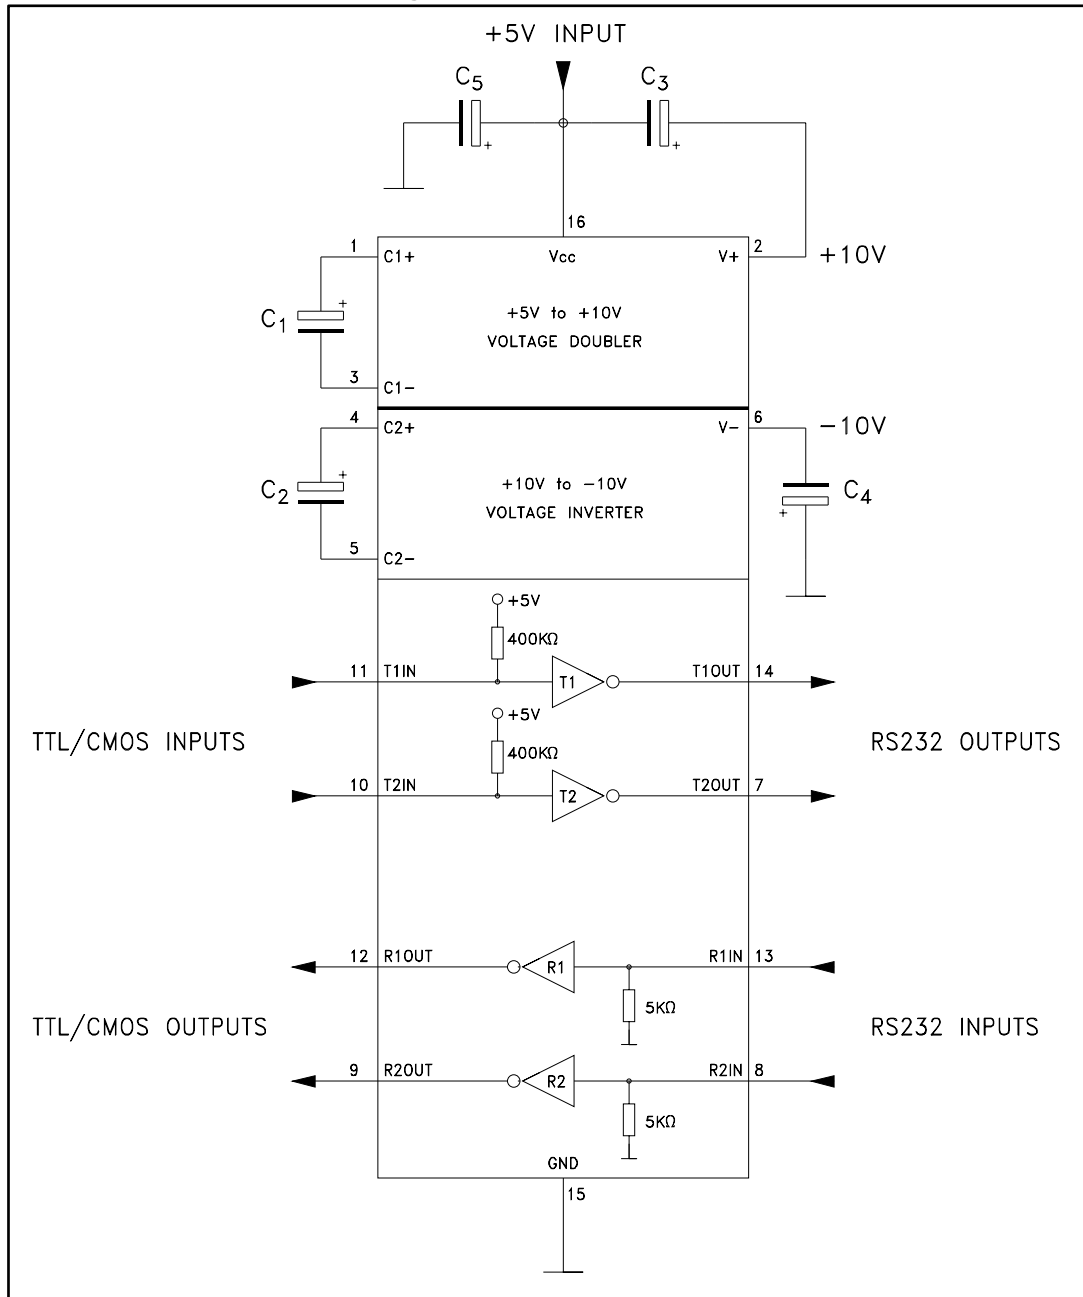 +5V INPUT
C5 C3
+ +
16
1 C1+ Vcc V+ 2 +10V
+5V to +10V
VOLTAGE DOUBLER
C1 +
3 C1-
4 C2+ V- 6 -10V
+10V to -10V
VOLTAGE INVERTER
C2 +
C4 +
5 C2-
+5V
400KΩ
11 T1IN T1 T1OUT 14
+5V
400KΩ
TTL/CMOS INPUTS RS232 OUTPUTS
10 T2IN T2 T2OUT 7
12 R1OUT R1 R1IN 13
5KΩ
TTL/CMOS OUTPUTS RS232 INPUTS
9 R2OUT R2 R2IN 8
5KΩ
GND
15